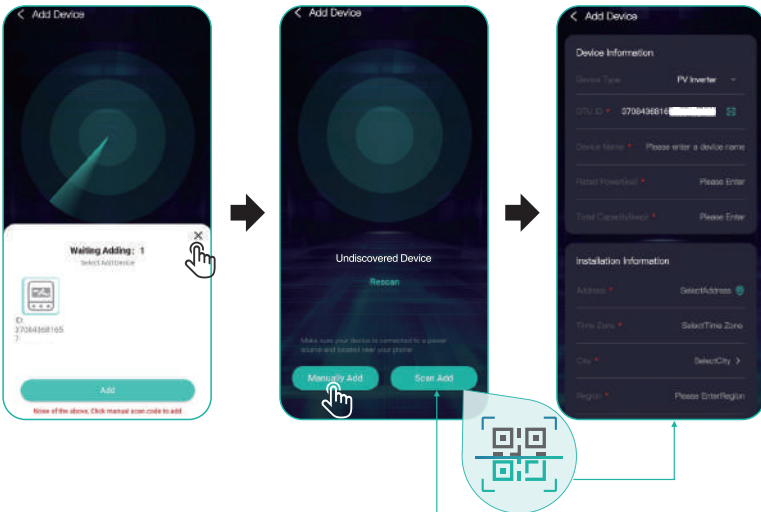 Add Device
Waiting Adding: 1
Select Add Device
ID:
37084368165
7
Add
None of the above, Click manual scan code to add
Add Device
Undiscovered Device
Rescan
Make sure your device is connected to a power
source and located near your phone
Manually Add
Scan Add
Add Device
Device Information
Device Type PV Inverter
DTU ID * 3708436816
Device Name * Please enter a device name
Rated Power(kw) * Please Enter
Total Capacity(kwp) * Please Enter
Installation Information
Address * SelectAddress
Time Zone * SelectTime Zone
City * SelectCity >
Region * Please EnterRegion